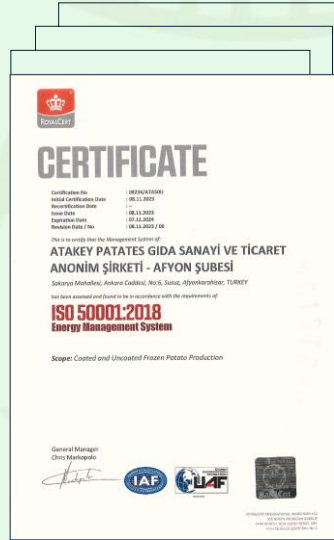 ROYALCERT
CERTIFICATE
Certification No : 08236/A7A50U
Initial Certification Date : 08.11.2023
Recertification Date : --
Issue Date : 08.11.2023
Expiration Date : 07.11.2024
Revision Date / No : 08.11.2023 / 00
This is to certify that the Management System of:
ATAKEY PATATES GIDA SANAYİ VE TİCARET
ANONİM ŞİRKETİ - AFYON ŞUBESİ
Sakarya Mahallesi, Ankara Caddesi, No:6, Susuz, Afyonkarahisar, TURKEY
has been assessed and found to be in accordance with the requirements of:
ISO 50001:2018
Energy Management System
Scope: Coated and Uncoated Frozen Potato Production
General Manager
Chris Markopolo
IAF
UAF